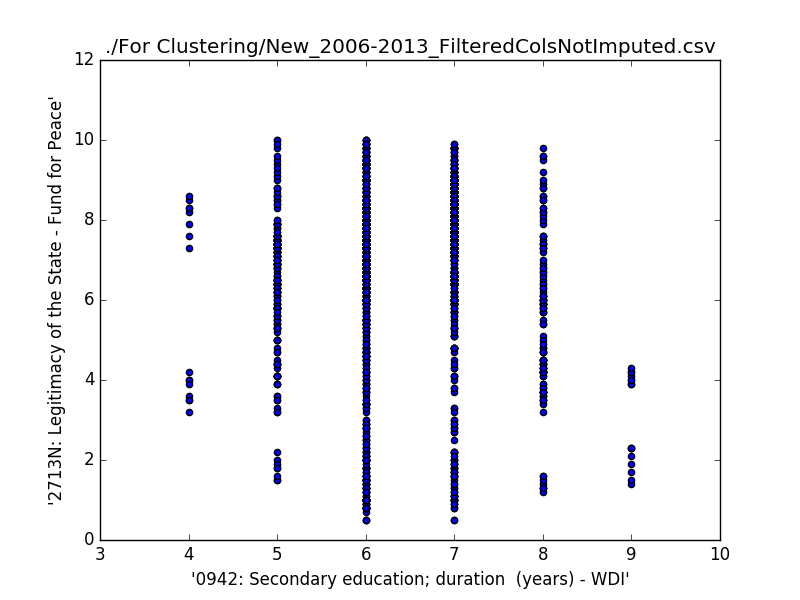 ./For Clustering/New_2006-2013_FilteredColsNotImputed.csv
'2713N: Legitimacy of the State - Fund for Peace'
12
10
8
6
4
2
0
3 4 5 6 7 8 9 10
'0942: Secondary education; duration  (years) - WDI'